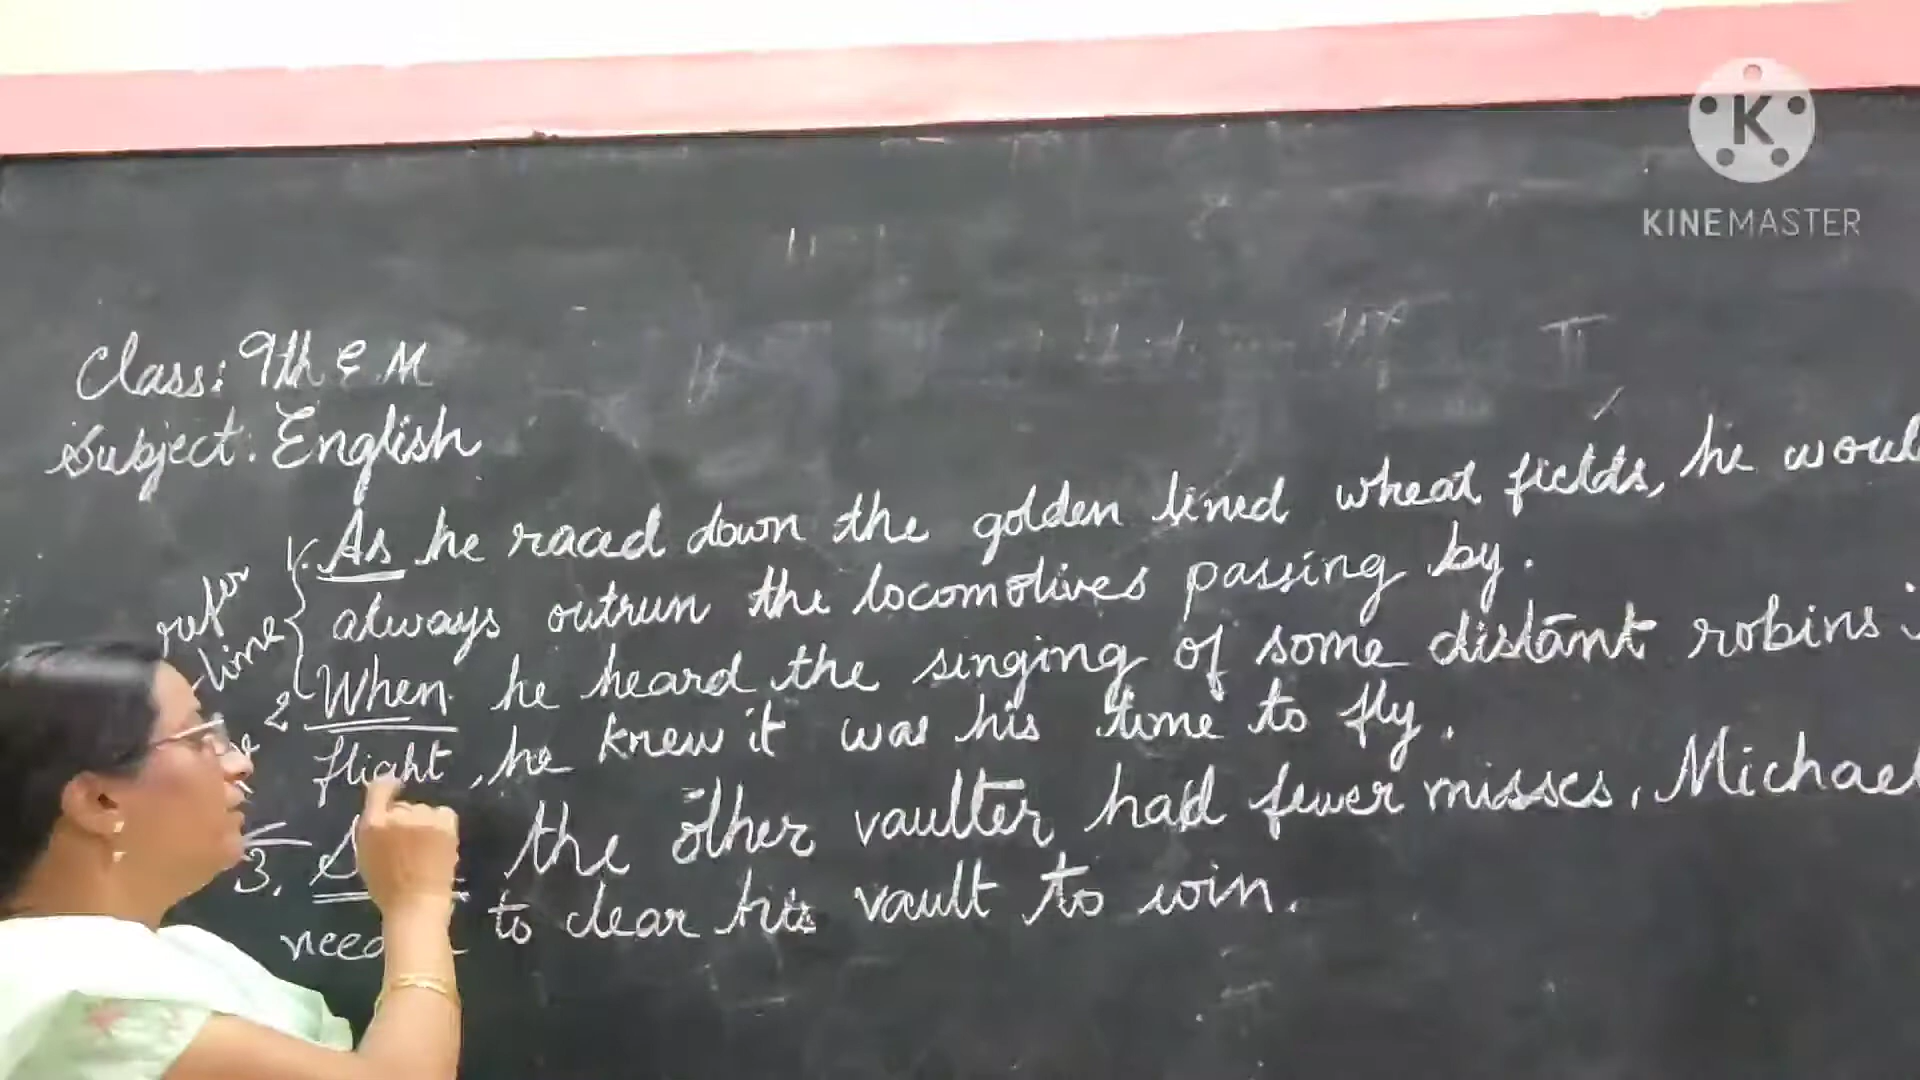 KINEMASTER
Class: 9th E.M
Subject: English
1. As he raced down the golden lined wheat fields, he woul
always outrun the locomotives passing by.
refer
time
2 When he heard the singing of some distant robins
flight, he knew it was his time to fly.
3. the other vaulter had fewer misses, Michael
to clear his vault to win.